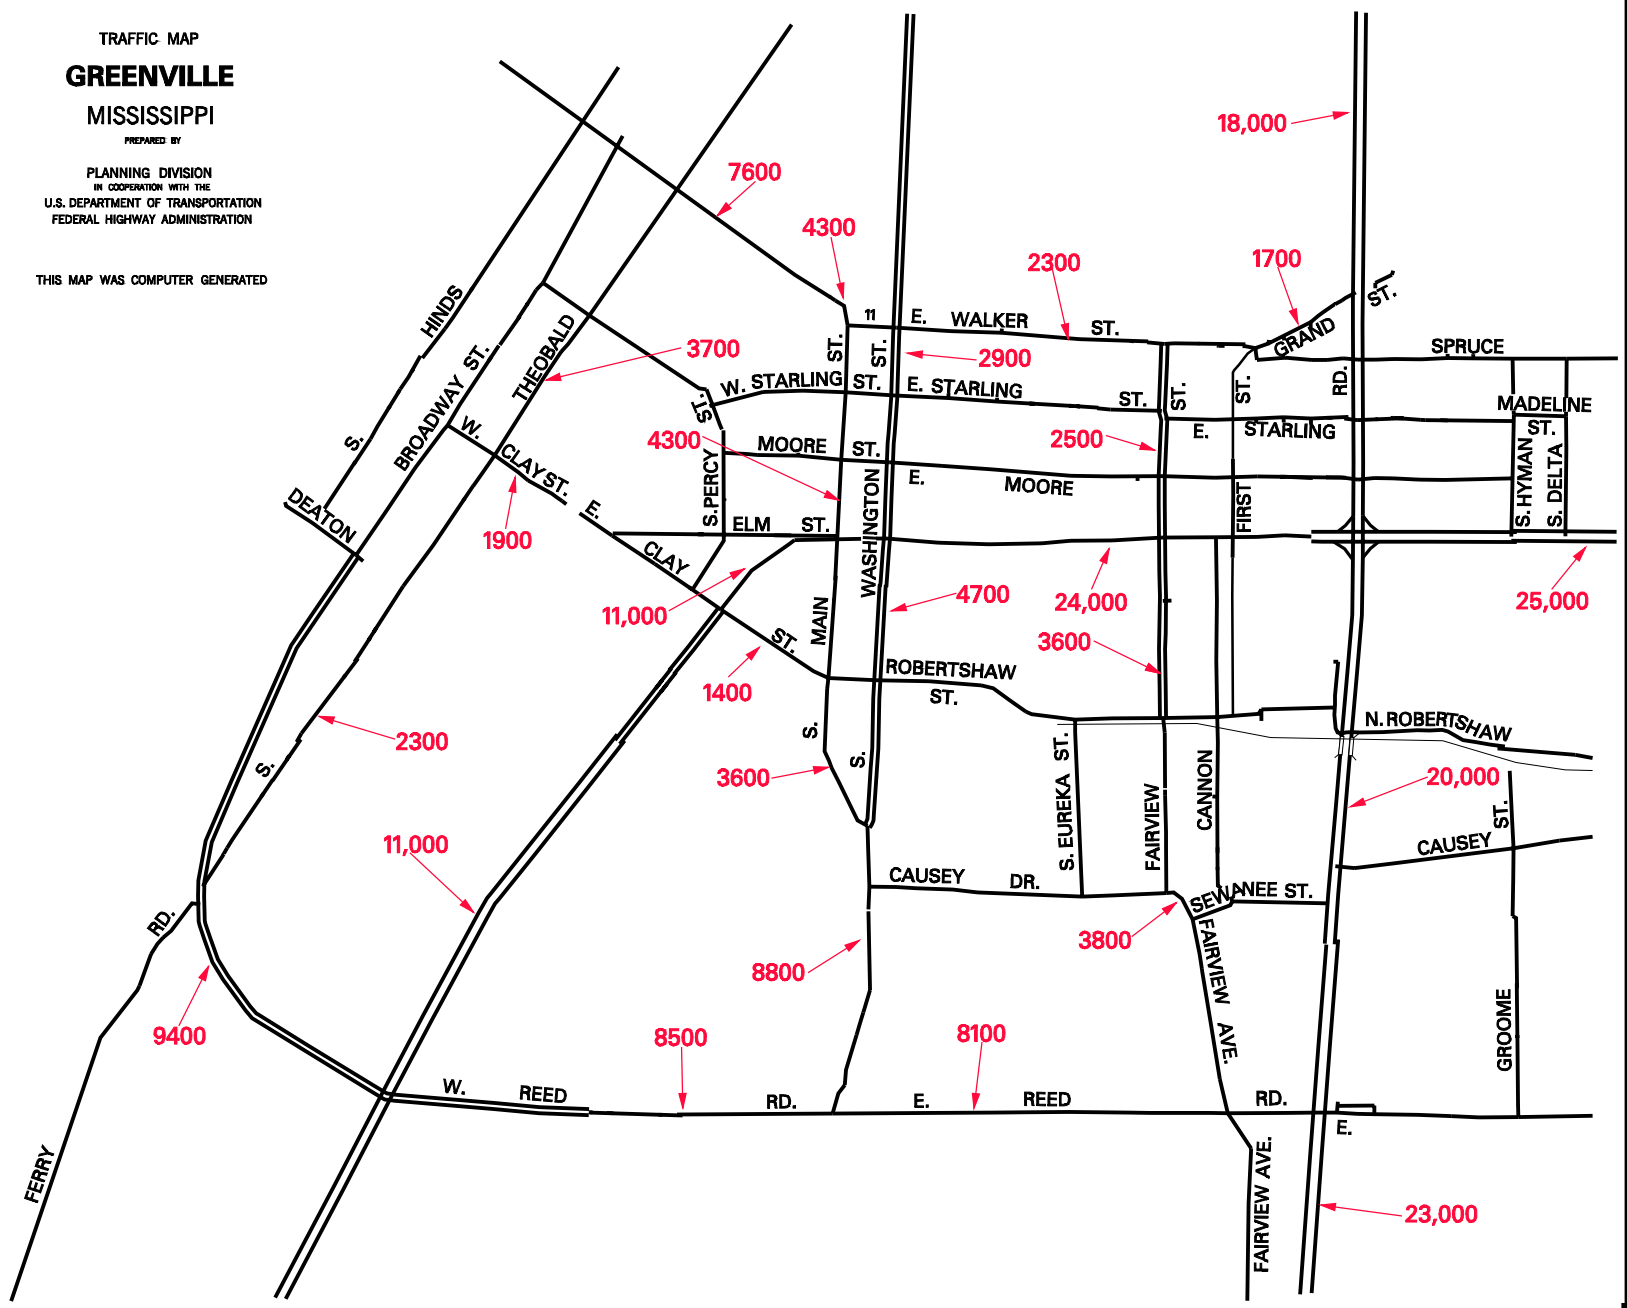 TRAFFIC MAP
GREENVILLE
MISSISSIPPI
PREPARED BY
PLANNING DIVISION
IN COOPERATION WITH THE
U.S. DEPARTMENT OF TRANSPORTATION
FEDERAL HIGHWAY ADMINISTRATION
THIS MAP WAS COMPUTER GENERATED
18,000
7600
4300
2300
1700
HINDS
S.
11
E. WALKER ST.
GRAND ST.
SPRUCE
THEOBALD
S.
3700
ST.
ST.
2900
BROADWAY ST.
W. STARLING ST.
E. STARLING ST.
ST.
ST.
RD.
MADELINE
ST.
E. STARLING
W. CLAY ST.
ST.
4300
MOORE ST.
2500
E. MOORE
S. HYMAN
S. DELTA
DEATON
1900
S. PERCY
ELM ST.
WASHINGTON
S.
FIRST
E. CLAY ST.
11,000
MAIN
S.
4700
24,000
25,000
3600
1400
ROBERTSHAW
ST.
2300
N. ROBERTSHAW
3600
S. EUREKA ST.
FAIRVIEW
CANNON
20,000
ST.
11,000
CAUSEY
CAUSEY DR.
SEWANEE ST.
RD.
3800
8800
FAIRVIEW AVE.
GROOME
9400
8500
8100
W. REED RD.
E. REED RD.
E.
FERRY
FAIRVIEW AVE.
23,000